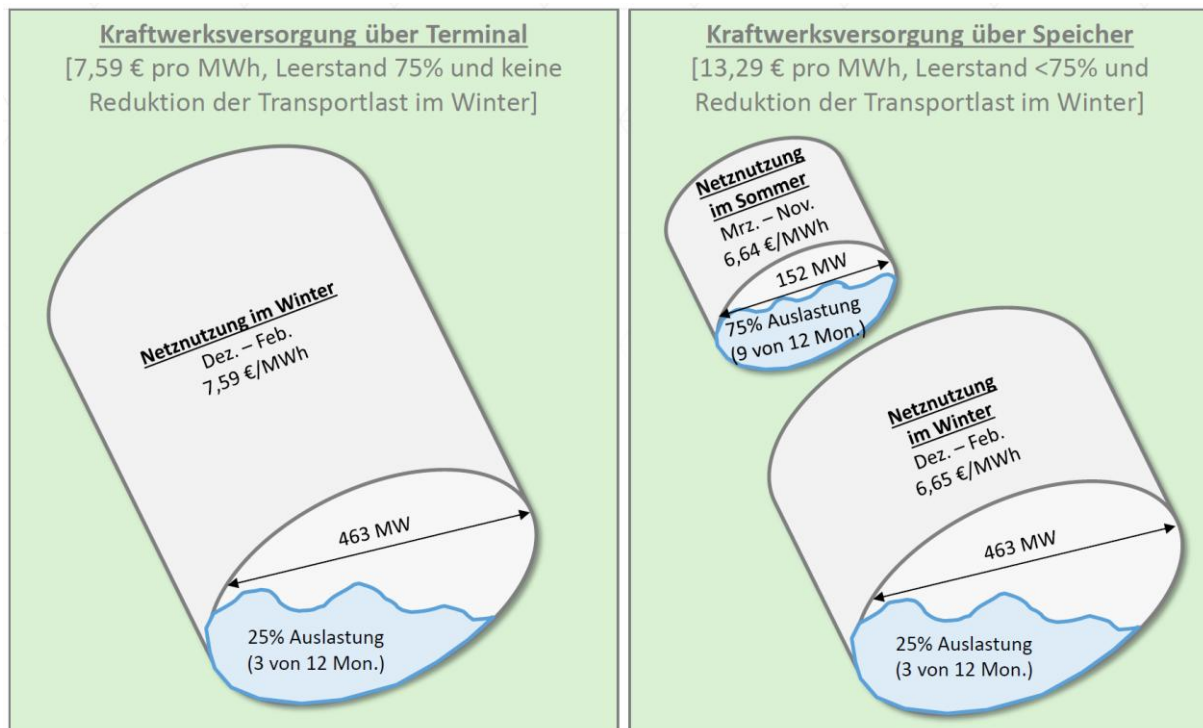 Kraftwerksversorgung über Terminal
[7,59 € pro MWh, Leerstand 75% und keine
Reduktion der Transportlast im Winter]
Netznutzung im Winter
Dez. – Feb.
7,59 €/MWh
463 MW
25% Auslastung
(3 von 12 Mon.)
Kraftwerksversorgung über Speicher
[13,29 € pro MWh, Leerstand <75% und
Reduktion der Transportlast im Winter]
Netznutzung
im Sommer
Mrz. – Nov.
6,64 €/MWh
152 MW
75% Auslastung
(9 von 12 Mon.)
Netznutzung
im Winter
Dez. – Feb.
6,65 €/MWh
463 MW
25% Auslastung
(3 von 12 Mon.)